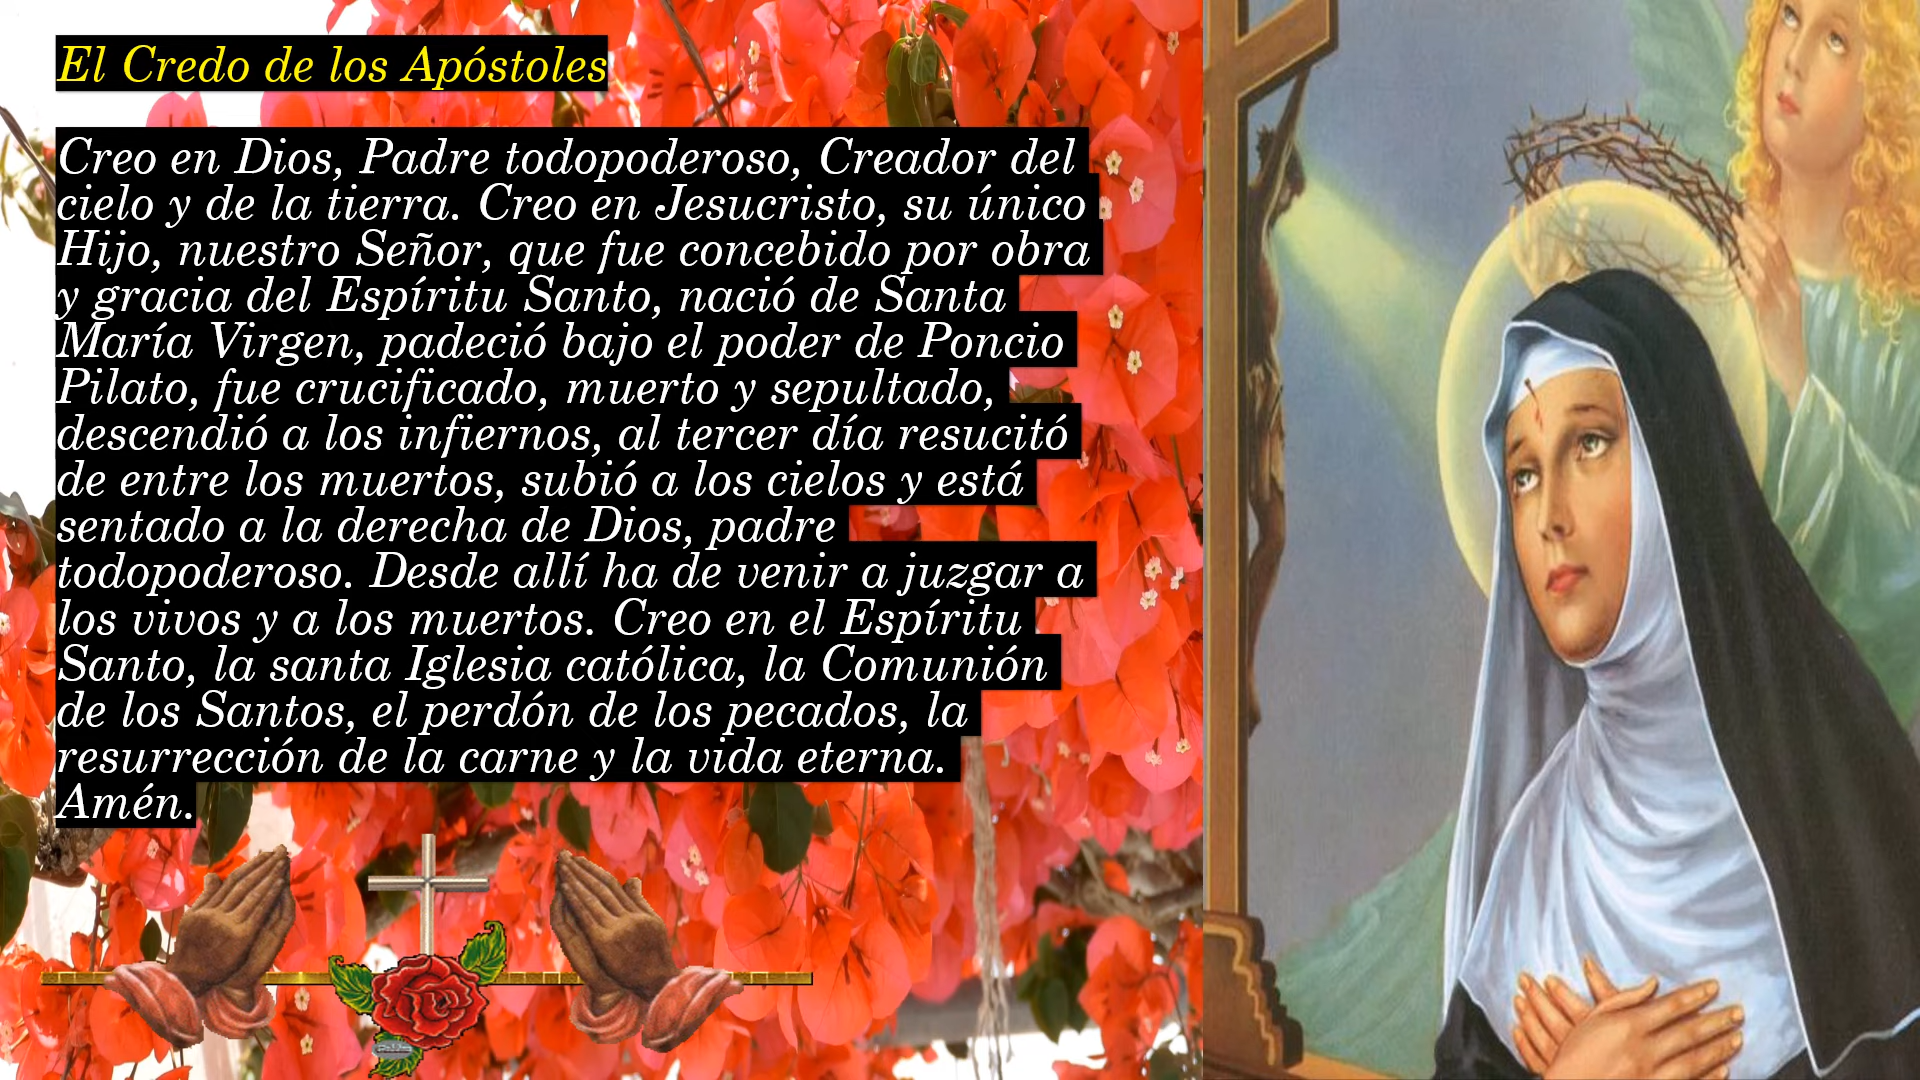 El Credo de los Apóstoles
Creo en Dios, Padre todopoderoso, Creador del
cielo y de la tierra. Creo en Jesucristo, su único
Hijo, nuestro Señor, que fue concebido por obra
y gracia del Espíritu Santo, nació de Santa
María Virgen, padeció bajo el poder de Poncio
Pilato, fue crucificado, muerto y sepultado,
descendió a los infiernos, al tercer día resucitó
de entre los muertos, subió a los cielos y está
sentado a la derecha de Dios, padre
todopoderoso. Desde allí ha de venir a juzgar a
los vivos y a los muertos. Creo en el Espíritu
Santo, la santa Iglesia católica, la Comunión
de los Santos, el perdón de los pecados, la
resurrección de la carne y la vida eterna.
Amén.